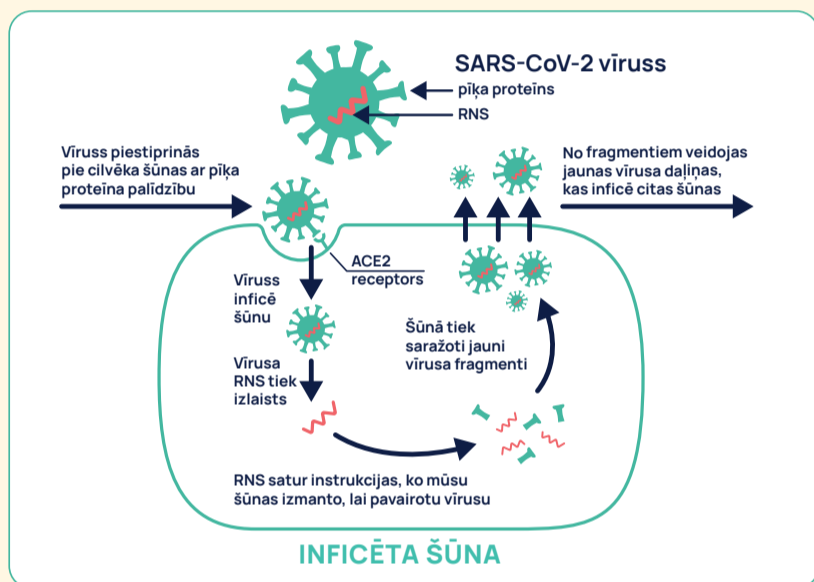 SARS-CoV-2 vīruss
pīķa proteīns
RNS
Vīruss piestiprinās
pie cilvēka šūnas ar pīķa
proteīna palīdzību
No fragmentiem veidojas
jaunas vīrusa daļiņas,
kas inficē citas šūnas
ACE2
receptors
Vīruss
inficē
šūnu
Vīrusa
RNS tiek
izlaists
Šūnā tiek
saražoti jauni
vīrusa fragmenti
RNS satur instrukcijas, ko mūsu
šūnas izmanto, lai pavairotu vīrusu
INFICĒTA ŠŪNA